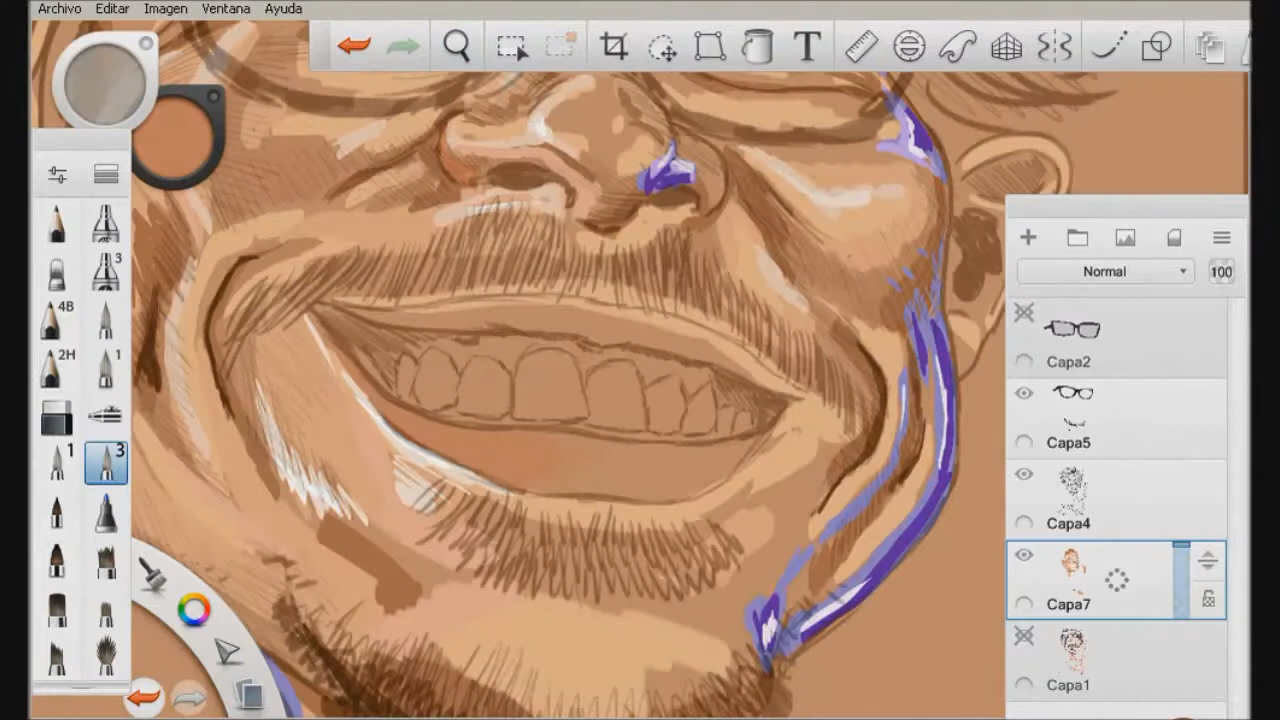 Archivo Editar Imagen Ventana Ayuda
T
3
4B
2H 1
1 3
Normal 100
Capa2
Capa5
Capa4
Capa7
Capa1